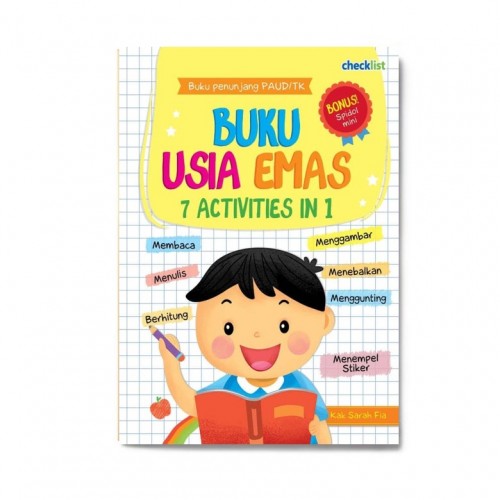 checklist
Buku penunjang PAUD/TK
BONUS!
Spidol
mini
BUKU
USIA EMAS
7 ACTIVITIES IN 1
Membaca
Menggambar
Menulis
Menebalkan
Menggunting
Berhitung
Menempel
Stiker
Kak Sarah Fia